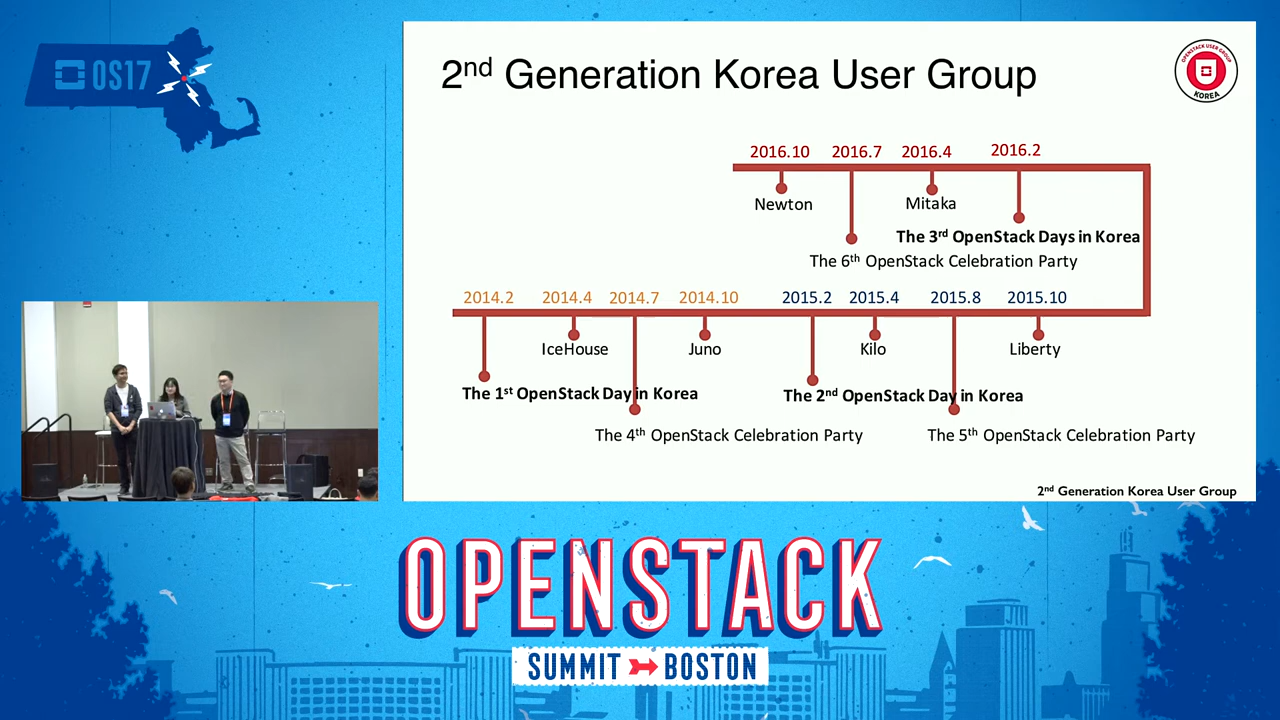 OS17
2nd Generation Korea User Group
OPENSTACK USER GROUP
KOREA
2016.10 2016.7 2016.4 2016.2
Newton Mitaka
The 3rd OpenStack Days in Korea
The 6th OpenStack Celebration Party
2014.2 2014.4 2014.7 2014.10 2015.2 2015.4 2015.8 2015.10
IceHouse Juno Kilo Liberty
The 1st OpenStack Day in Korea The 2nd OpenStack Day in Korea
The 4th OpenStack Celebration Party The 5th OpenStack Celebration Party
2nd Generation Korea User Group
OPENSTACK
SUMMIT BOSTON